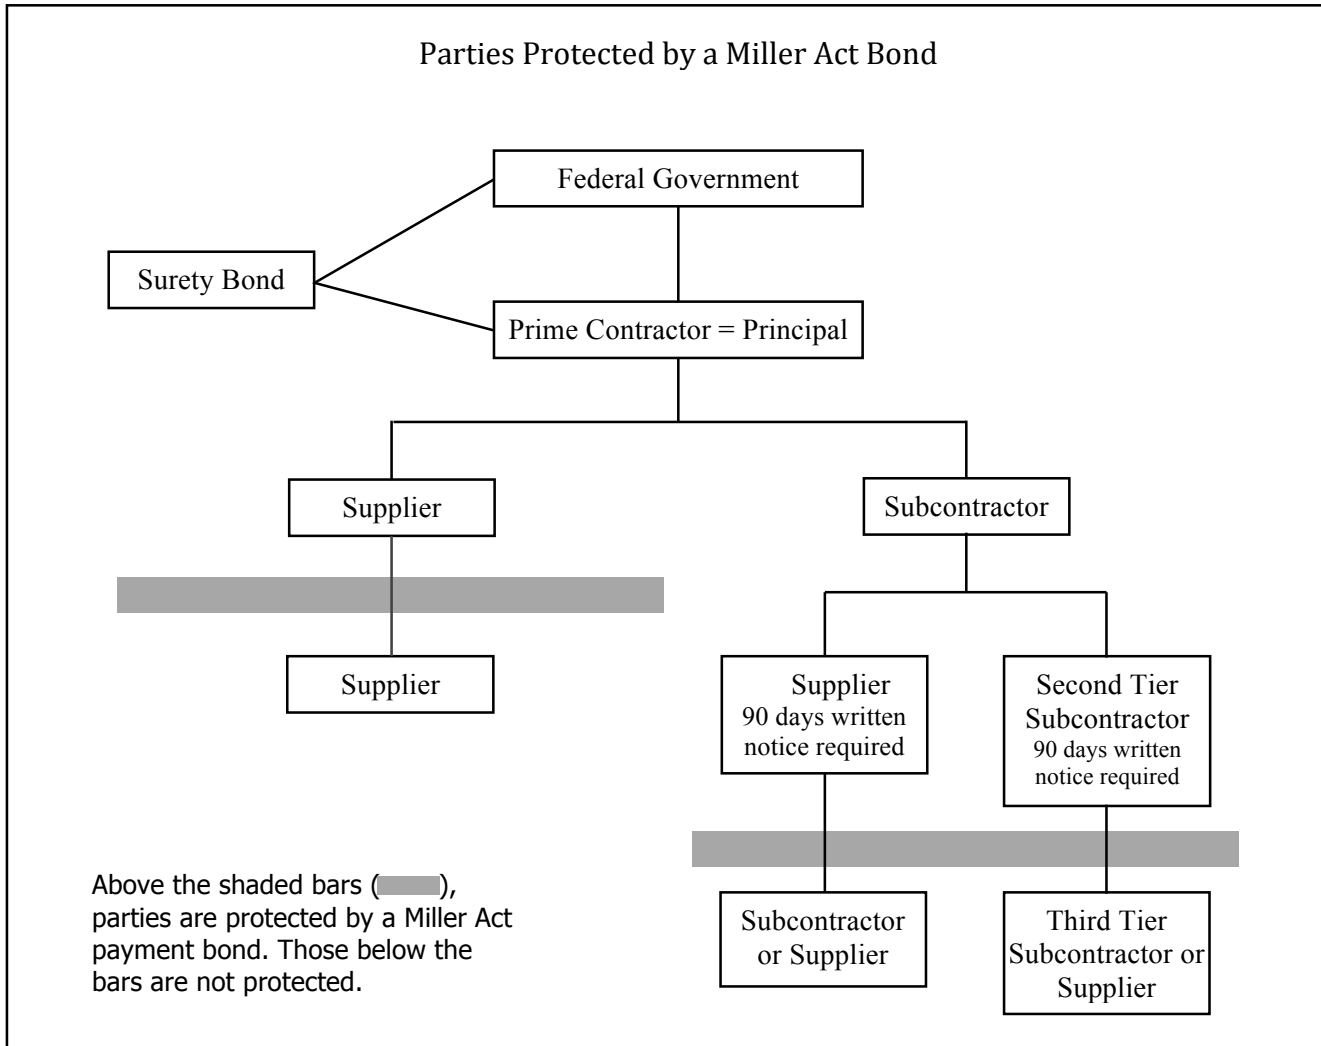 Parties Protected by a Miller Act Bond
Federal Government
Surety Bond
Prime Contractor = Principal
Supplier
Subcontractor
Supplier
Supplier
90 days written
notice required
Second Tier
Subcontractor
90 days written
notice required
Above the shaded bars (),
parties are protected by a Miller Act
payment bond. Those below the
bars are not protected.
Subcontractor
or Supplier
Third Tier
Subcontractor or
Supplier